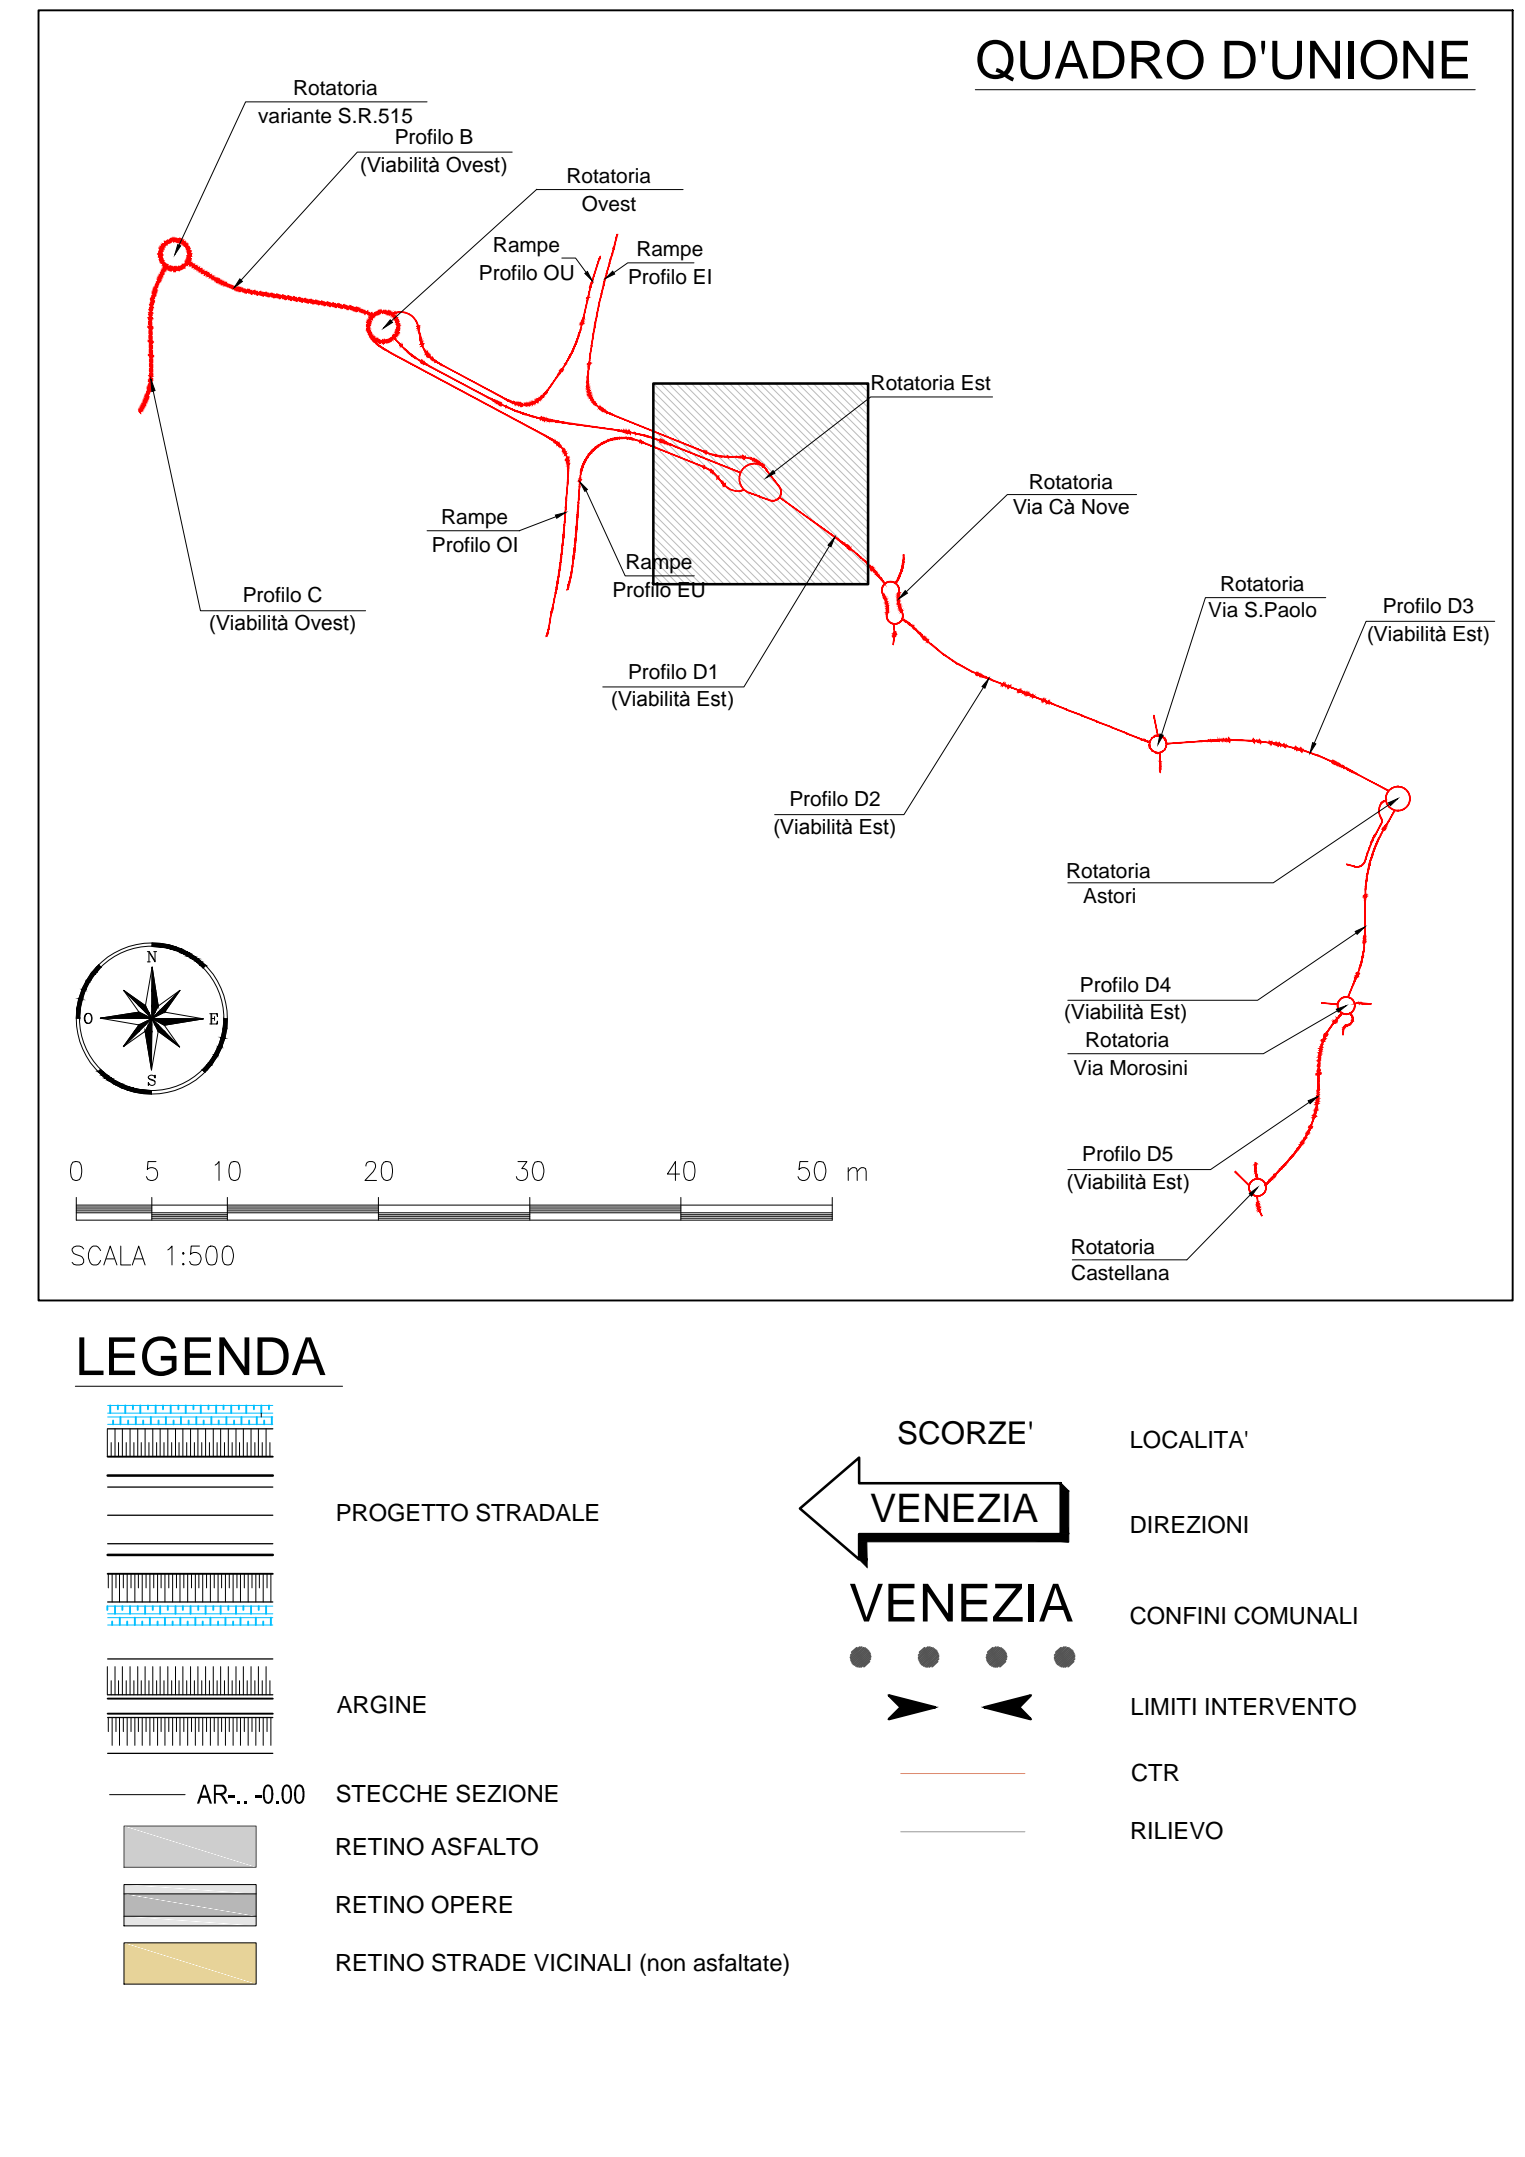 QUADRO D'UNIONE
Rotatoria
variante S.R.515
Profilo B
(Viabilità Ovest)
Rotatoria
Ovest
Rampe
Profilo OU
Rampe
Profilo EI
Rotatoria Est
Rotatoria
Via Cà Nove
Rampe
Profilo OI
Rampe
Profilo EU
Profilo C
(Viabilità Ovest)
Rotatoria
Via S.Paolo
Profilo D3
(Viabilità Est)
Profilo D1
(Viabilità Est)
Profilo D2
(Viabilità Est)
Rotatoria
Astori
Profilo D4
(Viabilità Est)
Rotatoria
Via Morosini
Profilo D5
(Viabilità Est)
Rotatoria
Castellana
N
O E
S
0 5 10 20 30 40 50 m
SCALA 1:500
LEGENDA
PROGETTO STRADALE
ARGINE
AR-.. -0.00 STECCHE SEZIONE
RETINO ASFALTO
RETINO OPERE
RETINO STRADE VICINALI (non asfaltate)
SCORZE' LOCALITA'
VENEZIA DIREZIONI
VENEZIA CONFINI COMUNALI
LIMITI INTERVENTO
CTR
RILIEVO